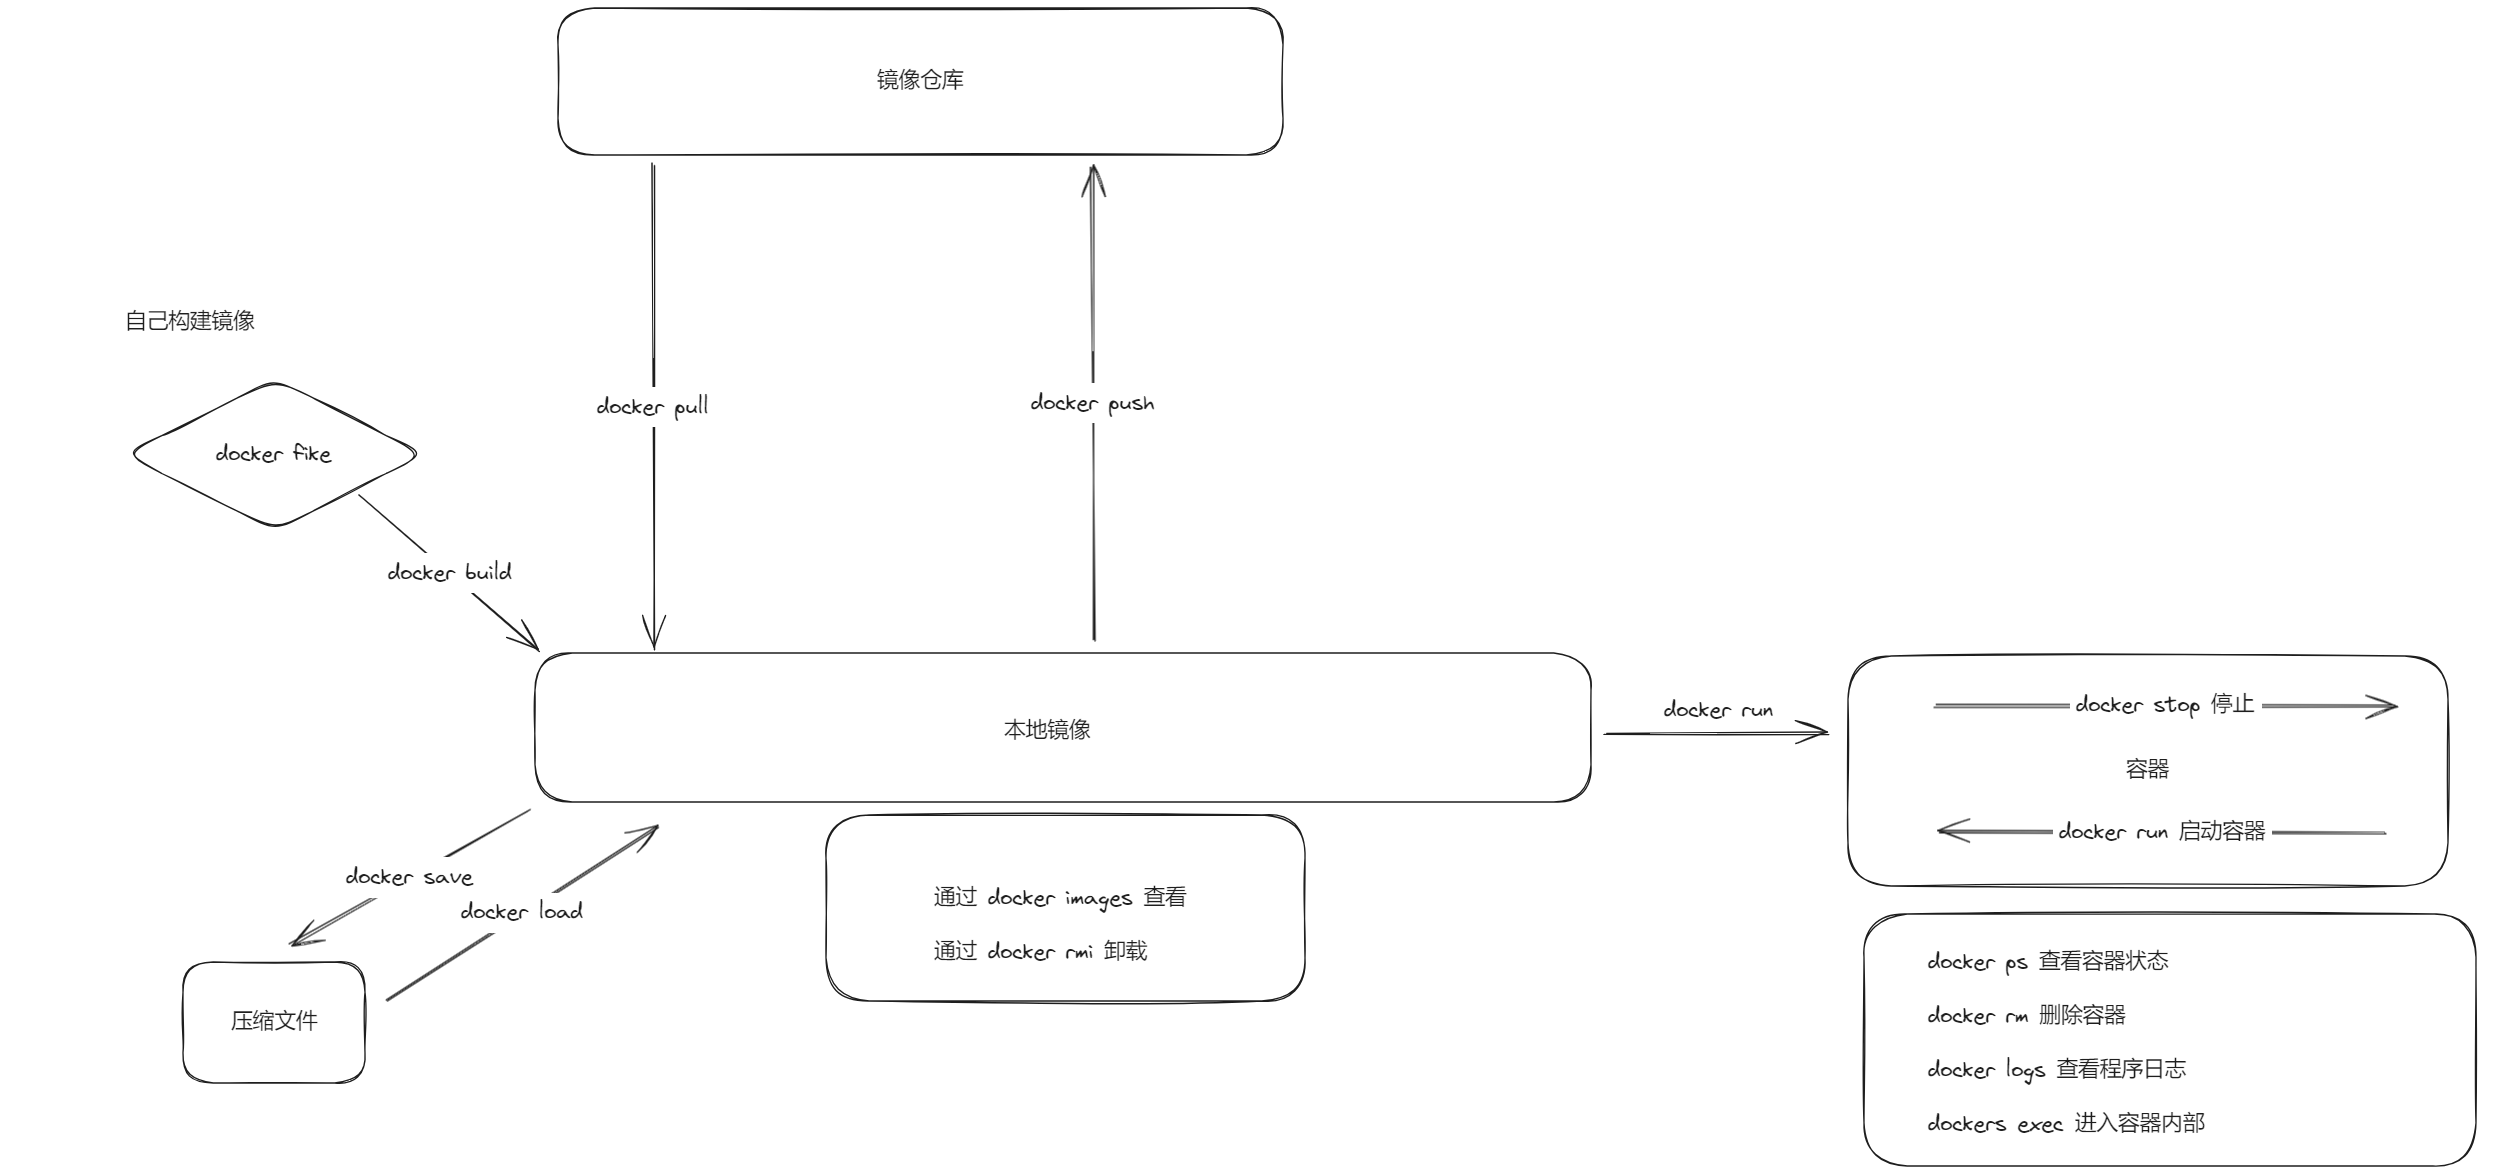 镜像仓库
自己构建镜像
docker pull
docker push
docker fike
docker build
本地镜像
docker run
docker stop 停止
容器
docker run 启动容器
docker save
docker load
通过 docker images 查看
通过 docker rmi 卸载
压缩文件
docker ps 查看容器状态
docker rm 删除容器
docker logs 查看程序日志
dockers exec 进入容器内部